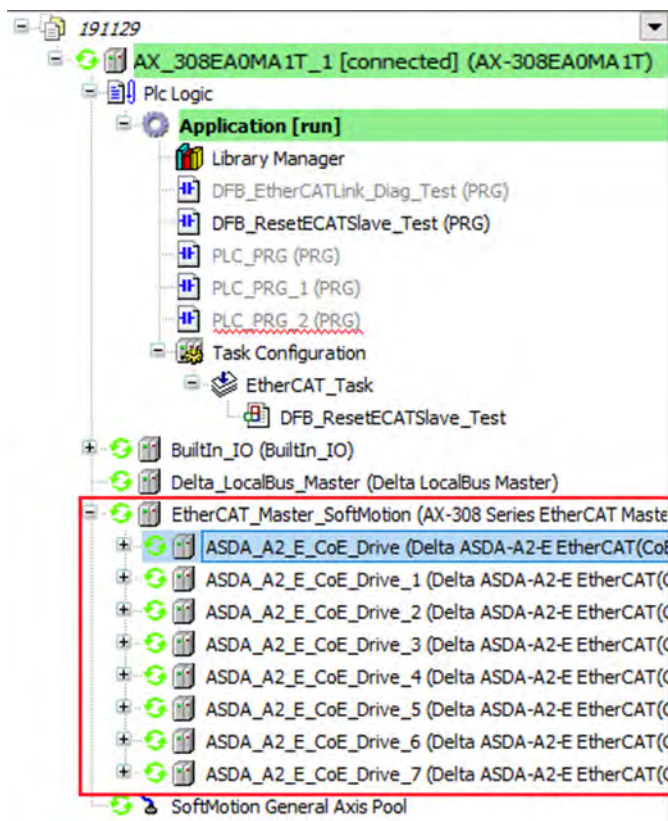 191129
AX_308EA0MA1T_1 [connected] (AX-308EA0MA1T)
Plc Logic
Application [run]
Library Manager
DFB_EtherCATLink_Diag_Test (PRG)
DFB_ResetECATSlave_Test (PRG)
PLC_PRG (PRG)
PLC_PRG_1 (PRG)
PLC_PRG_2 (PRG)
Task Configuration
EtherCAT_Task
DFB_ResetECATSlave_Test
BuiltIn_IO (BuiltIn_IO)
Delta_LocalBus_Master (Delta LocalBus Master)
EtherCAT_Master_SoftMotion (AX-308 Series EtherCAT Maste
ASDA_A2_E_CoE_Drive (Delta ASDA-A2-E EtherCAT(CoE
ASDA_A2_E_CoE_Drive_1 (Delta ASDA-A2-E EtherCAT(C
ASDA_A2_E_CoE_Drive_2 (Delta ASDA-A2-E EtherCAT(C
ASDA_A2_E_CoE_Drive_3 (Delta ASDA-A2-E EtherCAT(C
ASDA_A2_E_CoE_Drive_4 (Delta ASDA-A2-E EtherCAT(C
ASDA_A2_E_CoE_Drive_5 (Delta ASDA-A2-E EtherCAT(C
ASDA_A2_E_CoE_Drive_6 (Delta ASDA-A2-E EtherCAT(C
ASDA_A2_E_CoE_Drive_7 (Delta ASDA-A2-E EtherCAT(C
SoftMotion General Axis Pool